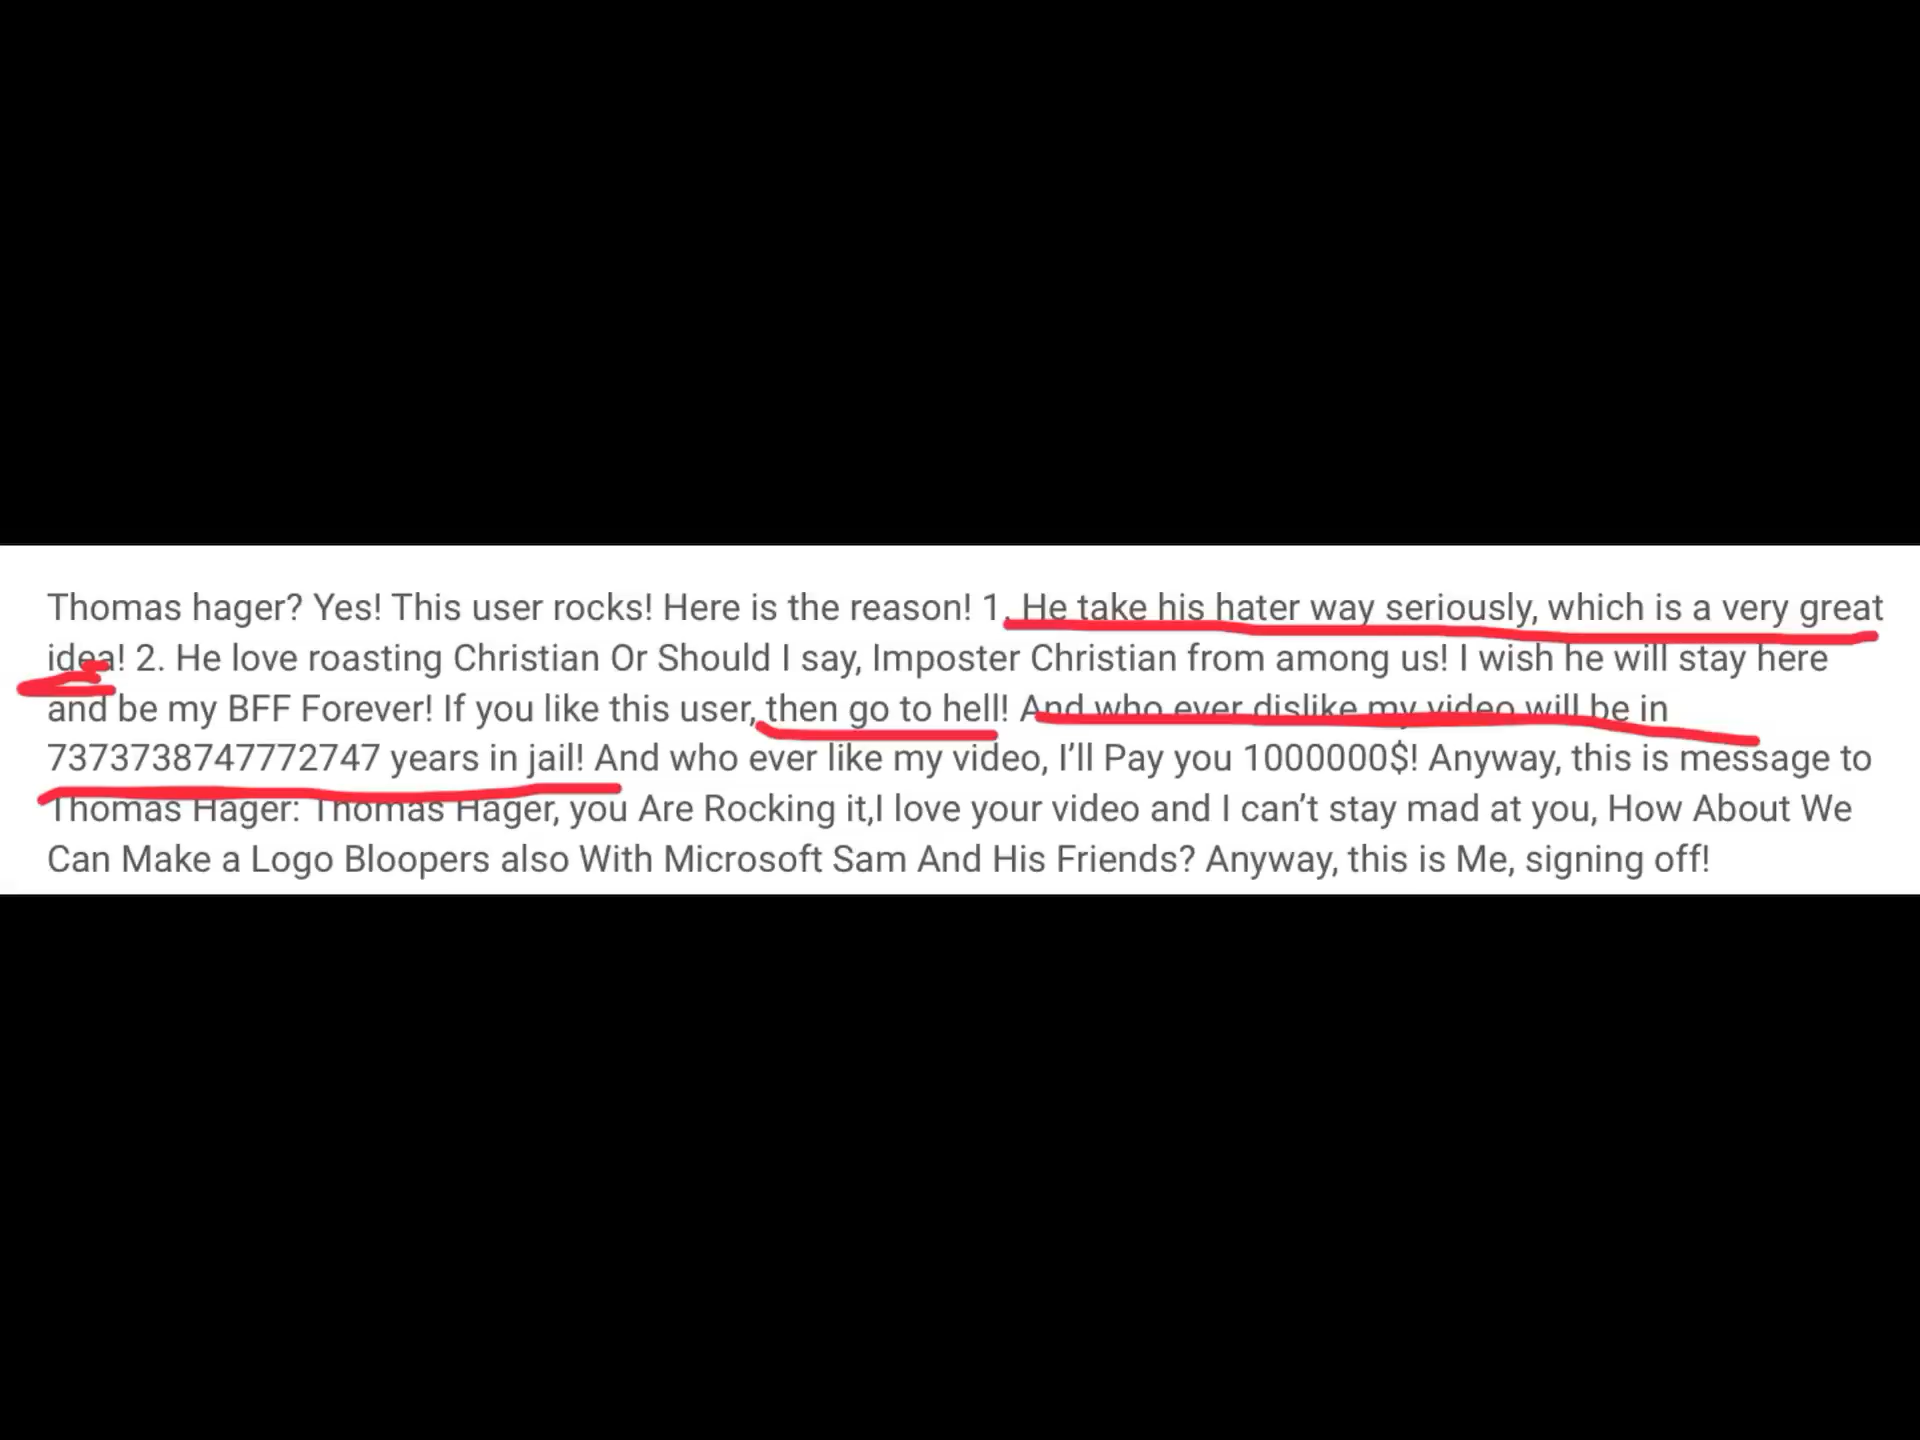 Thomas hager? Yes! This user rocks! Here is the reason! 1. He take his hater way seriously, which is a very great
idea! 2. He love roasting Christian Or Should I say, Imposter Christian from among us! I wish he will stay here
and be my BFF Forever! If you like this user, then go to hell! And who ever dislike my video will be in
7373738747772747 years in jail! And who ever like my video, I’ll Pay you 1000000$! Anyway, this is message to
Thomas Hager: Thomas Hager, you Are Rocking it,I love your video and I can’t stay mad at you, How About We
Can Make a Logo Bloopers also With Microsoft Sam And His Friends? Anyway, this is Me, signing off!